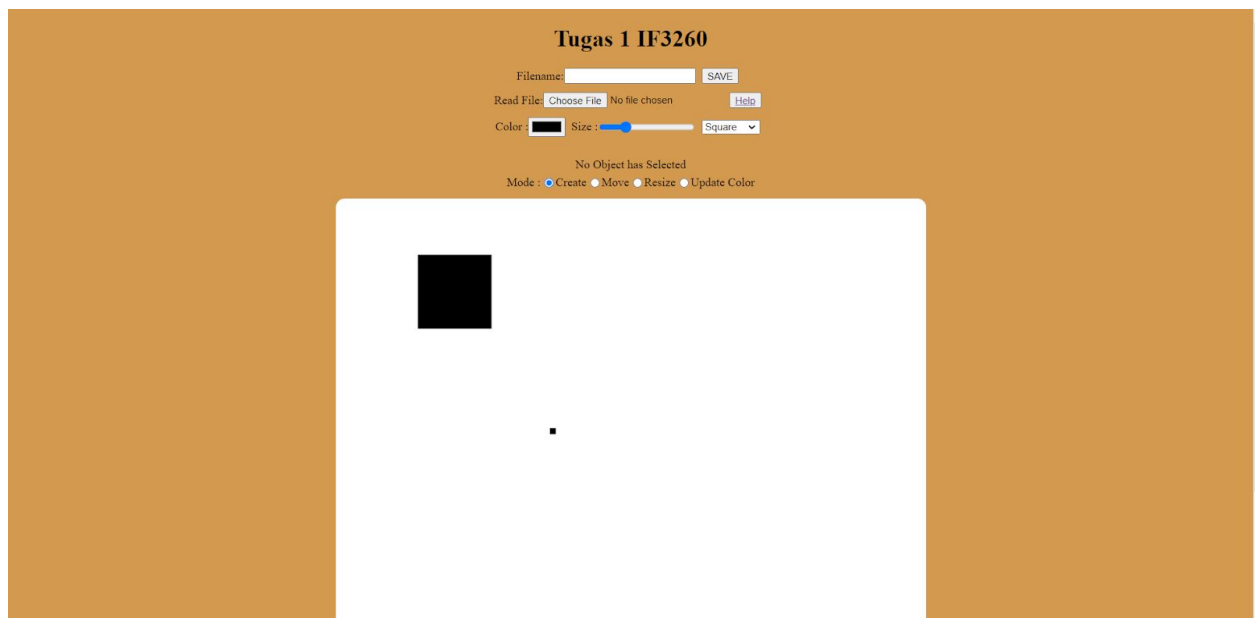 Tugas 1 IF3260
Filename: SAVE
Read File: Choose File No file chosen Help
Color : Size : Square
No Object has Selected
Mode : Create Move Resize Update Color